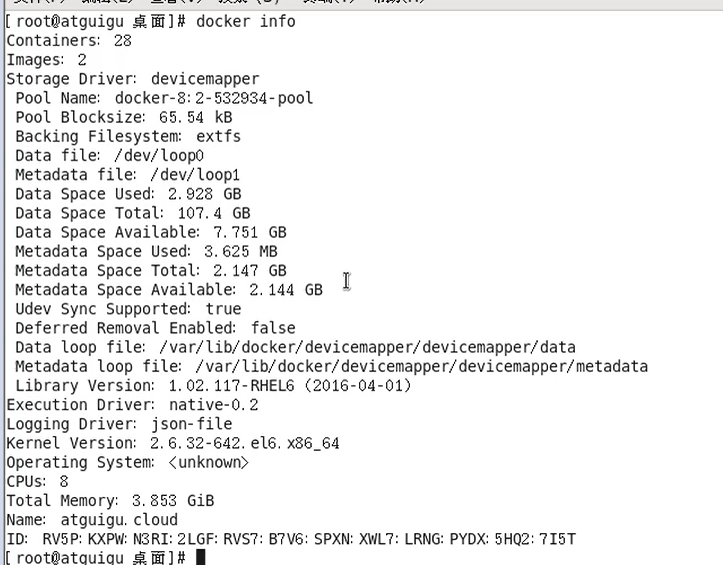 [root@atguigu 桌面]# docker info
Containers: 28
Images: 2
Storage Driver: devicemapper
Pool Name: docker-8:2-532934-pool
Pool Blocksize: 65.54 kB
Backing Filesystem: extfs
Data file: /dev/loop0
Metadata file: /dev/loop1
Data Space Used: 2.928 GB
Data Space Total: 107.4 GB
Data Space Available: 7.751 GB
Metadata Space Used: 3.625 MB
Metadata Space Total: 2.147 GB
Metadata Space Available: 2.144 GB
Udev Sync Supported: true
Deferred Removal Enabled: false
Data loop file: /var/lib/docker/devicemapper/devicemapper/data
Metadata loop file: /var/lib/docker/devicemapper/devicemapper/metadata
Library Version: 1.02.117-RHEL6 (2016-04-01)
Execution Driver: native-0.2
Logging Driver: json-file
Kernel Version: 2.6.32-642.el6.x86_64
Operating System: <unknown>
CPUs: 8
Total Memory: 3.853 GiB
Name: atguigu.cloud
ID: RV5P:KXPW:N3RI:2LGF:RVS7:B7V6:SPXN:XWL7:LRNG:PYDX:5HQ2:7I5T
[root@atguigu 桌面]#